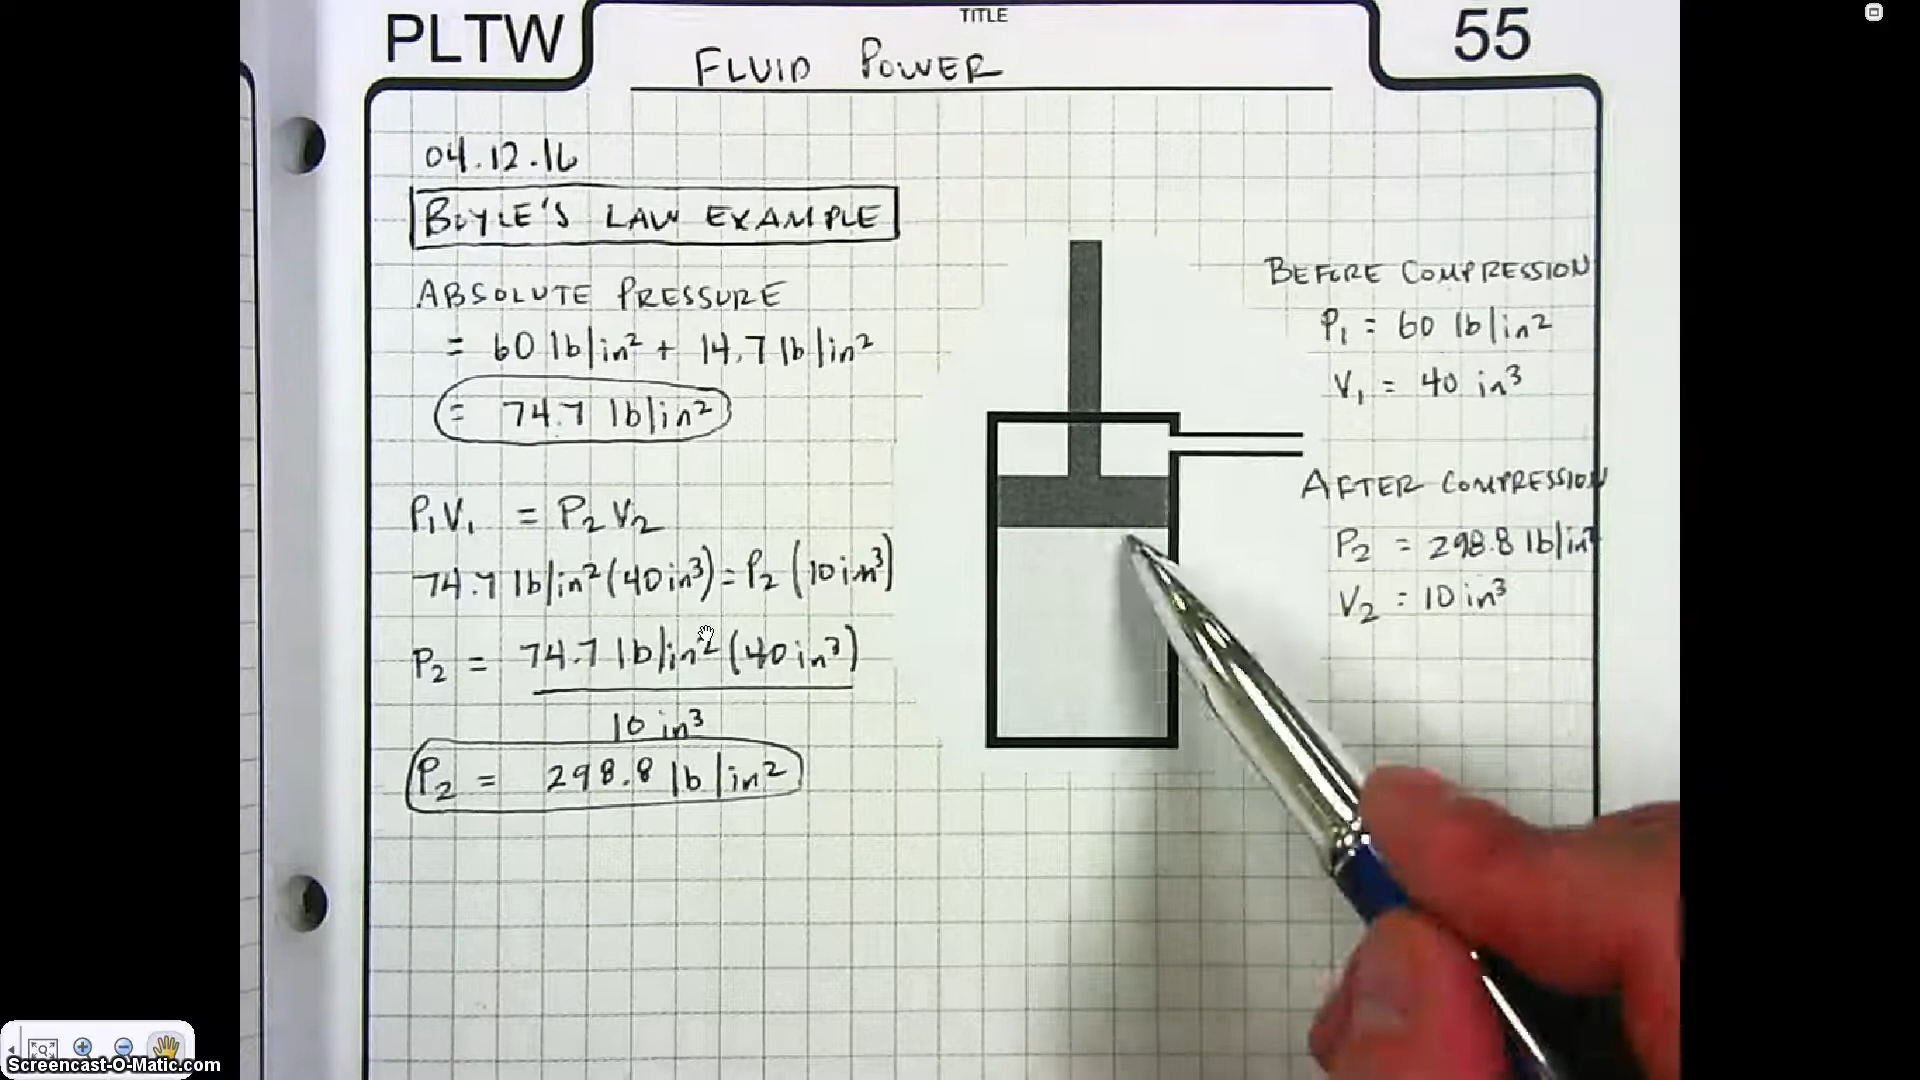 PLTW
TITLE
55
FLUID POWER
04.12.16
BOYLE'S LAW EXAMPLE
ABSOLUTE PRESSURE
= 60 lb/in² + 14.7 lb/in²
= 74.7 lb/in²
P₁V₁ = P₂V₂
74.7 lb/in² (40 in³) = P₂ (10 in³)
P₂ = 74.7 lb/in² (40 in³)
10 in³
P₂ = 298.8 lb/in²
BEFORE COMPRESSION
P₁ = 60 lb/in²
V₁ = 40 in³
AFTER COMPRESSION
P₂ = 298.8 lb/in²
V₂ = 10 in³
Screencast-O-Matic.com